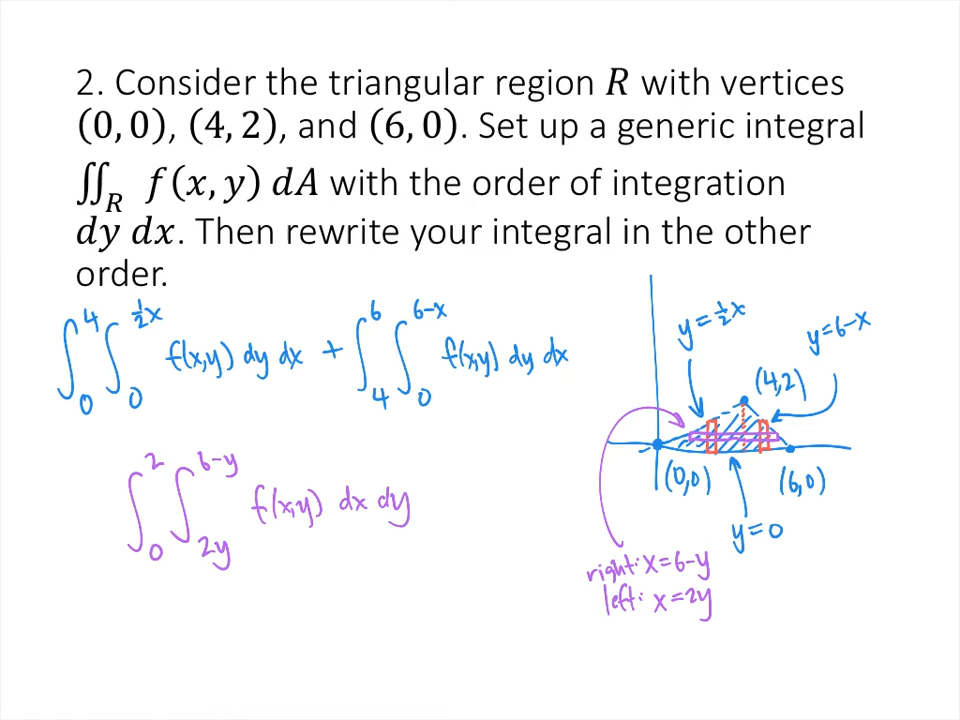 2. Consider the triangular region R with vertices
(0, 0), (4, 2), and (6, 0). Set up a generic integral
∬_R f(x, y) dA with the order of integration
dy dx. Then rewrite your integral in the other
order.
∫_0^4 ∫_0^{½x} f(x,y) dy dx + ∫_4^6 ∫_0^{6-x} f(x,y) dy dx
y = ½x
y = 6-x
(4,2)
(0,0)
(6,0)
y = 0
∫_0^2 ∫_{2y}^{6-y} f(x,y) dx dy
right: x = 6-y
left: x = 2y